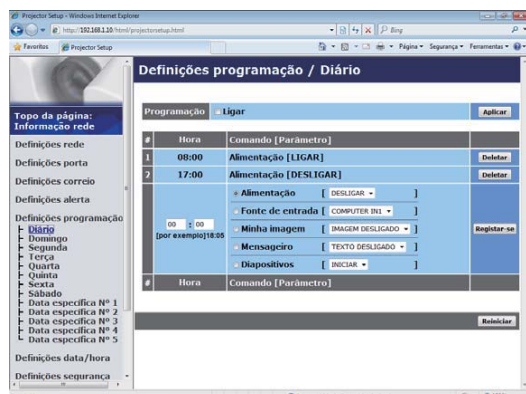 Projector Setup - Windows Internet Explorer
http://192.168.1.10/html/projectorsetup.html
Bing
Favoritos
Projector Setup
Página
Segurança
Ferramentas
Definições programação / Diário
Topo da página:
Informação rede
Definições rede
Definições porta
Definições correio
Definições alerta
Definições programação
Diário
Domingo
Segunda
Terça
Quarta
Quinta
Sexta
Sábado
Data específica Nº 1
Data específica Nº 2
Data específica Nº 3
Data específica Nº 4
Data específica Nº 5
Definições data/hora
Definições segurança
Programação Ligar Aplicar
# Hora Comando [Parâmetro]
1 08:00 Alimentação [LIGAR] Deletar
2 17:00 Alimentação [DESLIGAR] Deletar
00 : 00
[por exemplo]18:05
Alimentação [ DESLIGAR ]
Fonte de entrada [ COMPUTER IN1 ]
Minha imagem [ IMAGEM DESLIGADO ]
Mensageiro [ TEXTO DESLIGADO ]
Diapositivos [ INICIAR ]
Registar-se
# Hora Comando [Parâmetro]
Reiniciar